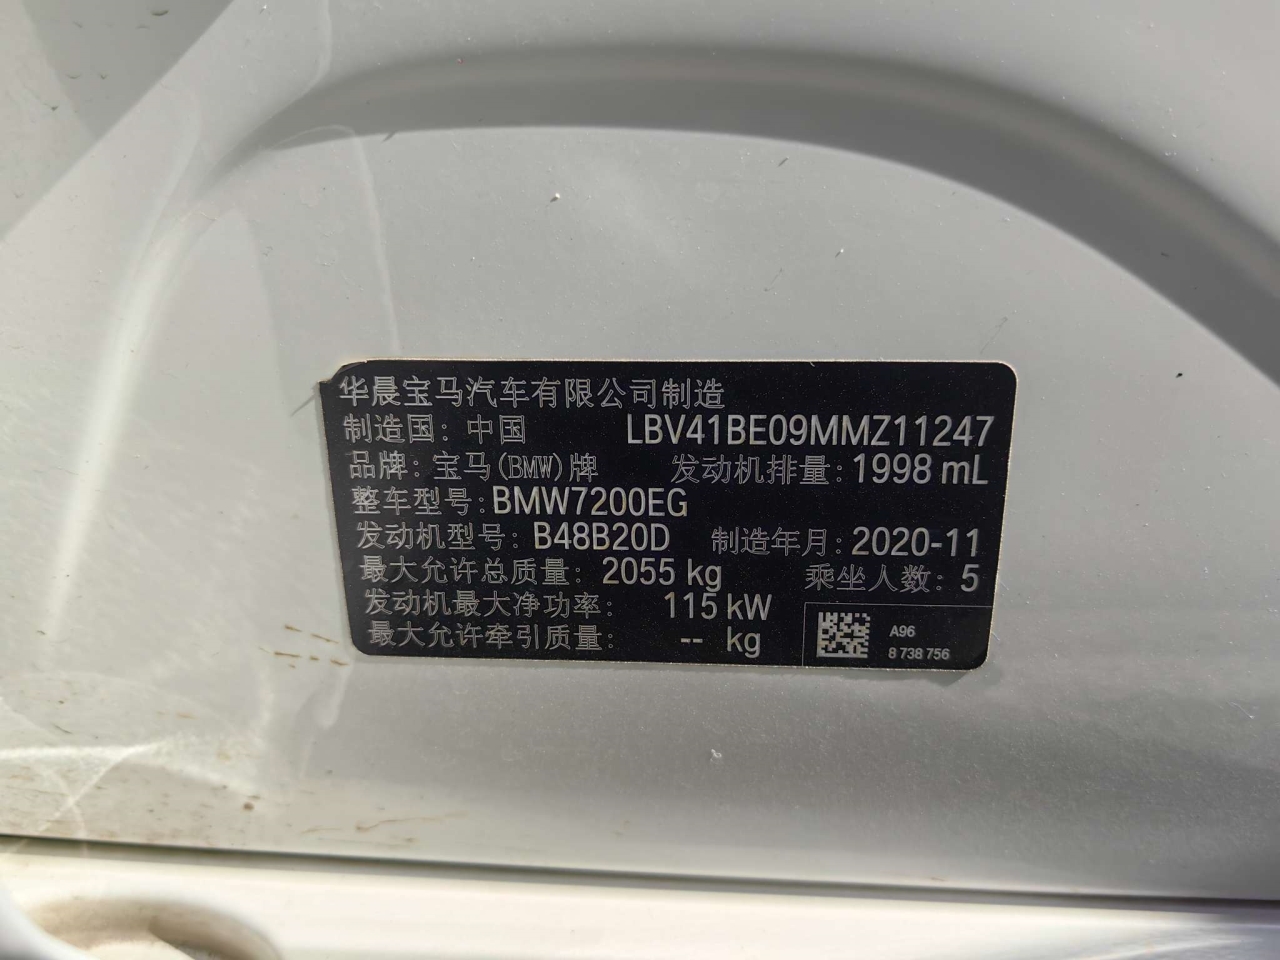 华晨宝马汽车有限公司制造
制造国: 中国 LBV41BE09MMZ11247
品牌: 宝马(BMW)牌 发动机排量: 1998 mL
整车型号: BMW7200EG
发动机型号: B48B20D 制造年月: 2020-11
最大允许总质量: 2055 kg 乘坐人数: 5
发动机最大净功率: 115 kW
最大允许牵引质量: -- kg
A96
8 738 756